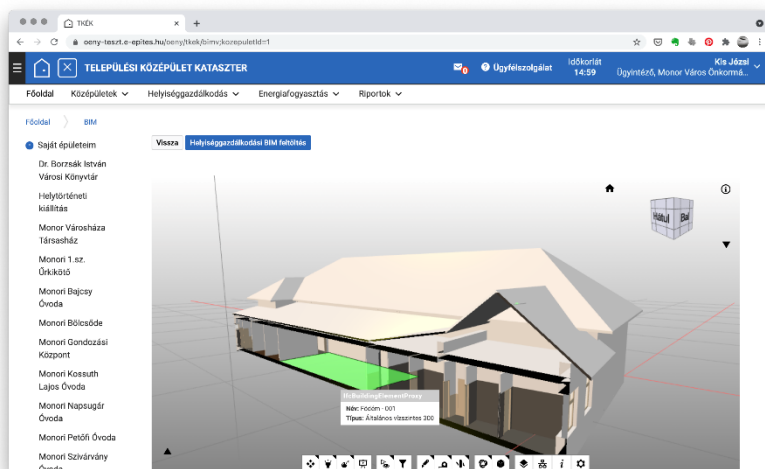 TKÉK
oeny-teszt.e-epites.hu/oeny/tkek/bimv;kozepuletId=1
TELEPÜLÉSI KÖZÉPÜLET KATASZTER
0
Ügyfélszolgálat
Időkorlát
14:59
Kis Józsi
Ügyintéző, Monor Város Önkormá...
Főoldal Középületek Helyiséggazdálkodás Energiafogyasztás Riportok
Főoldal BIM
Saját épületeim
Dr. Borzsák István
Városi Könyvtár
Helytörténeti
kiállítás
Monor Városháza
Társasház
Monori 1.sz.
Űrkikötő
Monori Bajcsy
Óvoda
Monori Bölcsőde
Monori Gondozási
Központ
Monori Kossuth
Lajos Óvoda
Monori Napsugár
Óvoda
Monori Petőfi Óvoda
Monori Szivárvány
Óvoda
Vissza Helyiséggazdálkodási BIM feltöltés
Hátul Bal
IfcBuildingElementProxy
Név: Födém - 001
Típus: Általános vízszintes 300